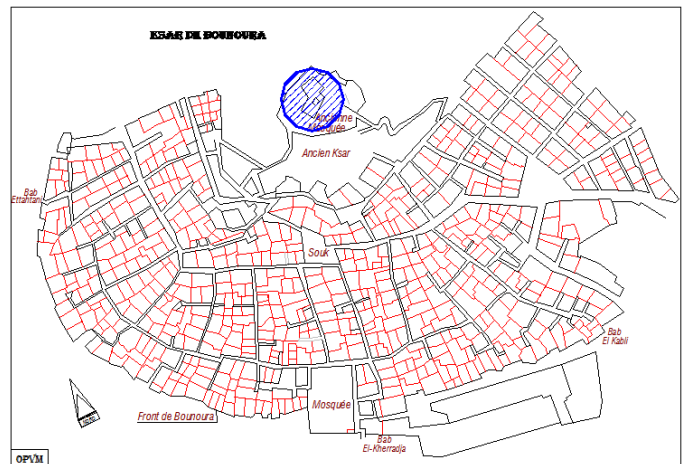 KSAR DE BOUNOURA
Ancienne
Mosquée
Ancien Ksar
Bab
Ettahtani
Souk
Bab
El Kabli
Mosquée
Front de Bounoura
Bab
El-Kherradja
OPVM